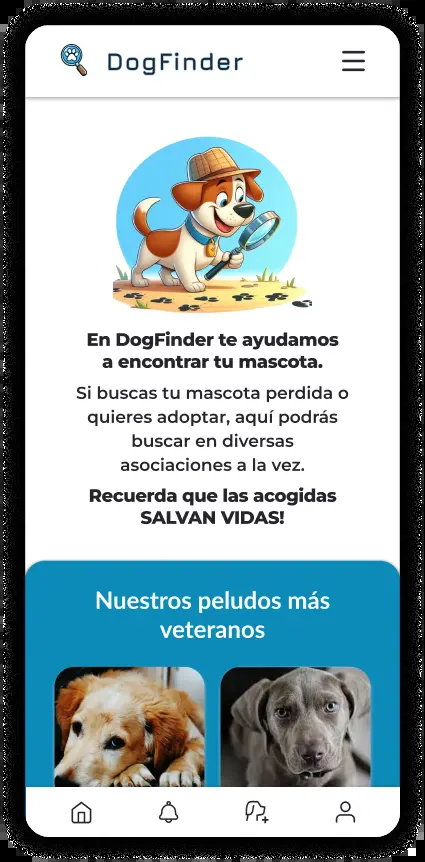 DogFinder
En DogFinder te ayudamos
a encontrar tu mascota.
Si buscas tu mascota perdida o
quieres adoptar, aquí podrás
buscar en diversas
asociaciones a la vez.
Recuerda que las acogidas
SALVAN VIDAS!
Nuestros peludos más
veteranos